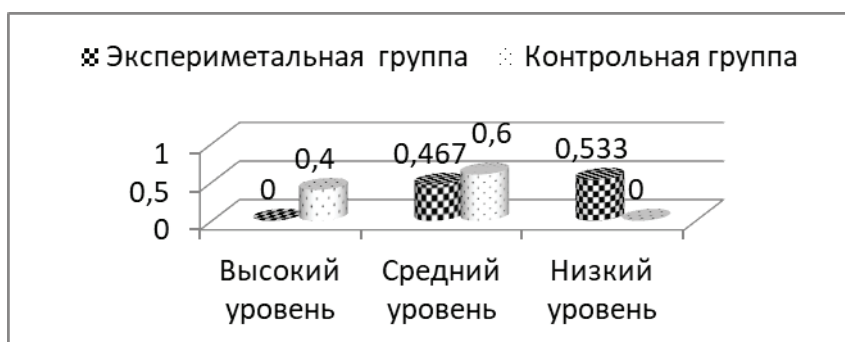 Экспериметальная группа Контрольная группа
1
0,5
0
0 0,4 0,467 0,6 0,533 0
Высокий уровень
Средний уровень
Низкий уровень